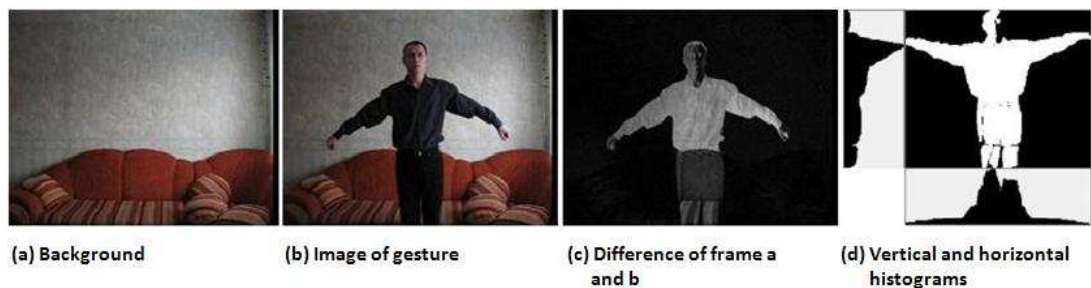 (a) Background
(b) Image of gesture
(c) Difference of frame a
and b
(d) Vertical and horizontal
histograms